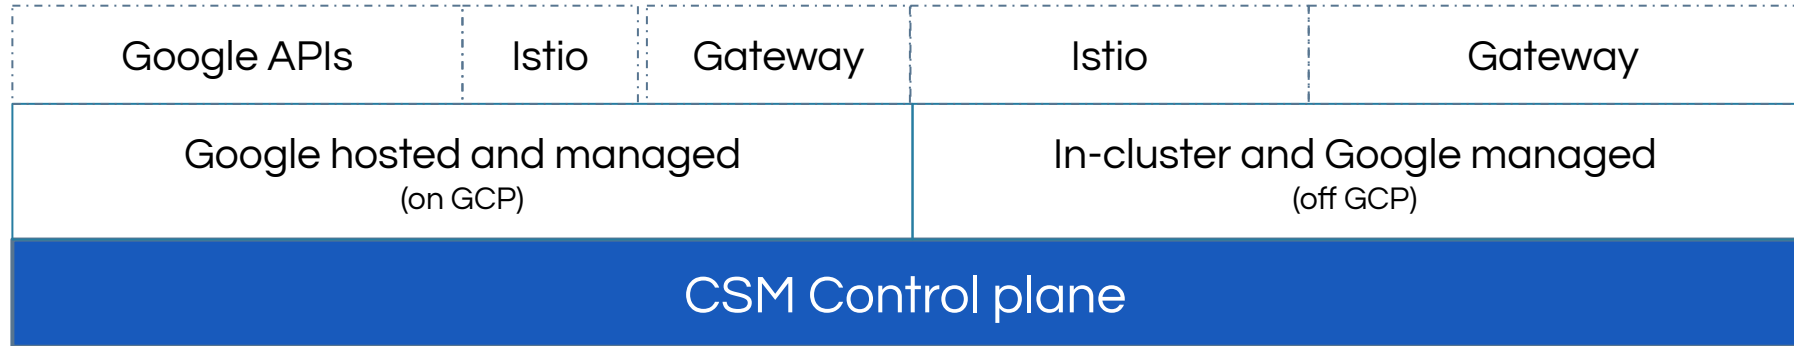 Google APIs
Istio
Gateway
Istio
Gateway
Google hosted and managed
(on GCP)
In-cluster and Google managed
(off GCP)
CSM Control plane